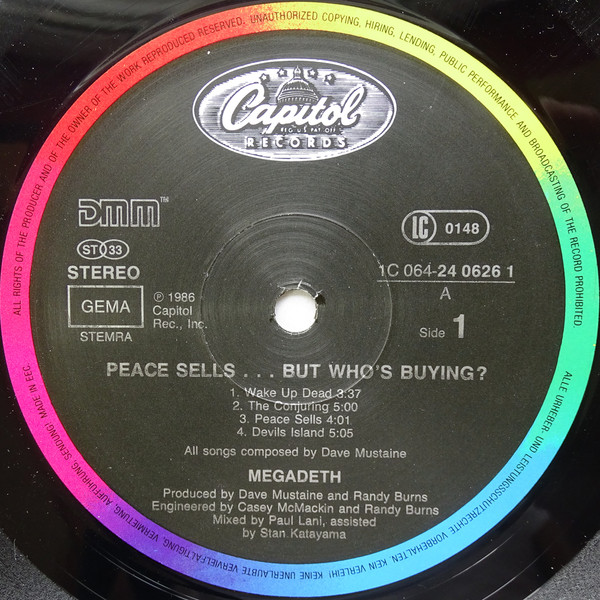 ALL RIGHTS OF THE PRODUCER AND OF THE OWNER OF THE WORK REPRODUCED RESERVED. UNAUTHORIZED COPYING, HIRING, LENDING, PUBLIC PERFORMANCE AND BROADCASTING OF THE RECORD PROHIBITED.
Capitol
REG. U.S. PAT. OFF.
RECORDS
DMM™
LC 0148
ST 33
STEREO
1C 064-24 0626 1
A
GEMA
STEMRA
℗ 1986
Capitol
Rec., Inc.
Side 1
PEACE SELLS . . . BUT WHO'S BUYING?
1. Wake Up Dead 3:37
2. The Conjuring 5:00
3. Peace Sells 4:01
4. Devils Island 5:05
All songs composed by Dave Mustaine
MEGADETH
Produced by Dave Mustaine and Randy Burns
Engineered by Casey McMackin and Randy Burns
Mixed by Paul Lani, assisted
by Stan Katayama
ALLE URHEBER- UND LEISTUNGSSCHUTZRECHTE VORBEHALTEN. KEIN VERLEIH! KEINE UNERLAUBTE VERVIELFÄLTIGUNG, VERMIETUNG, AUFFÜHRUNG, SENDUNG! MADE IN EEC.